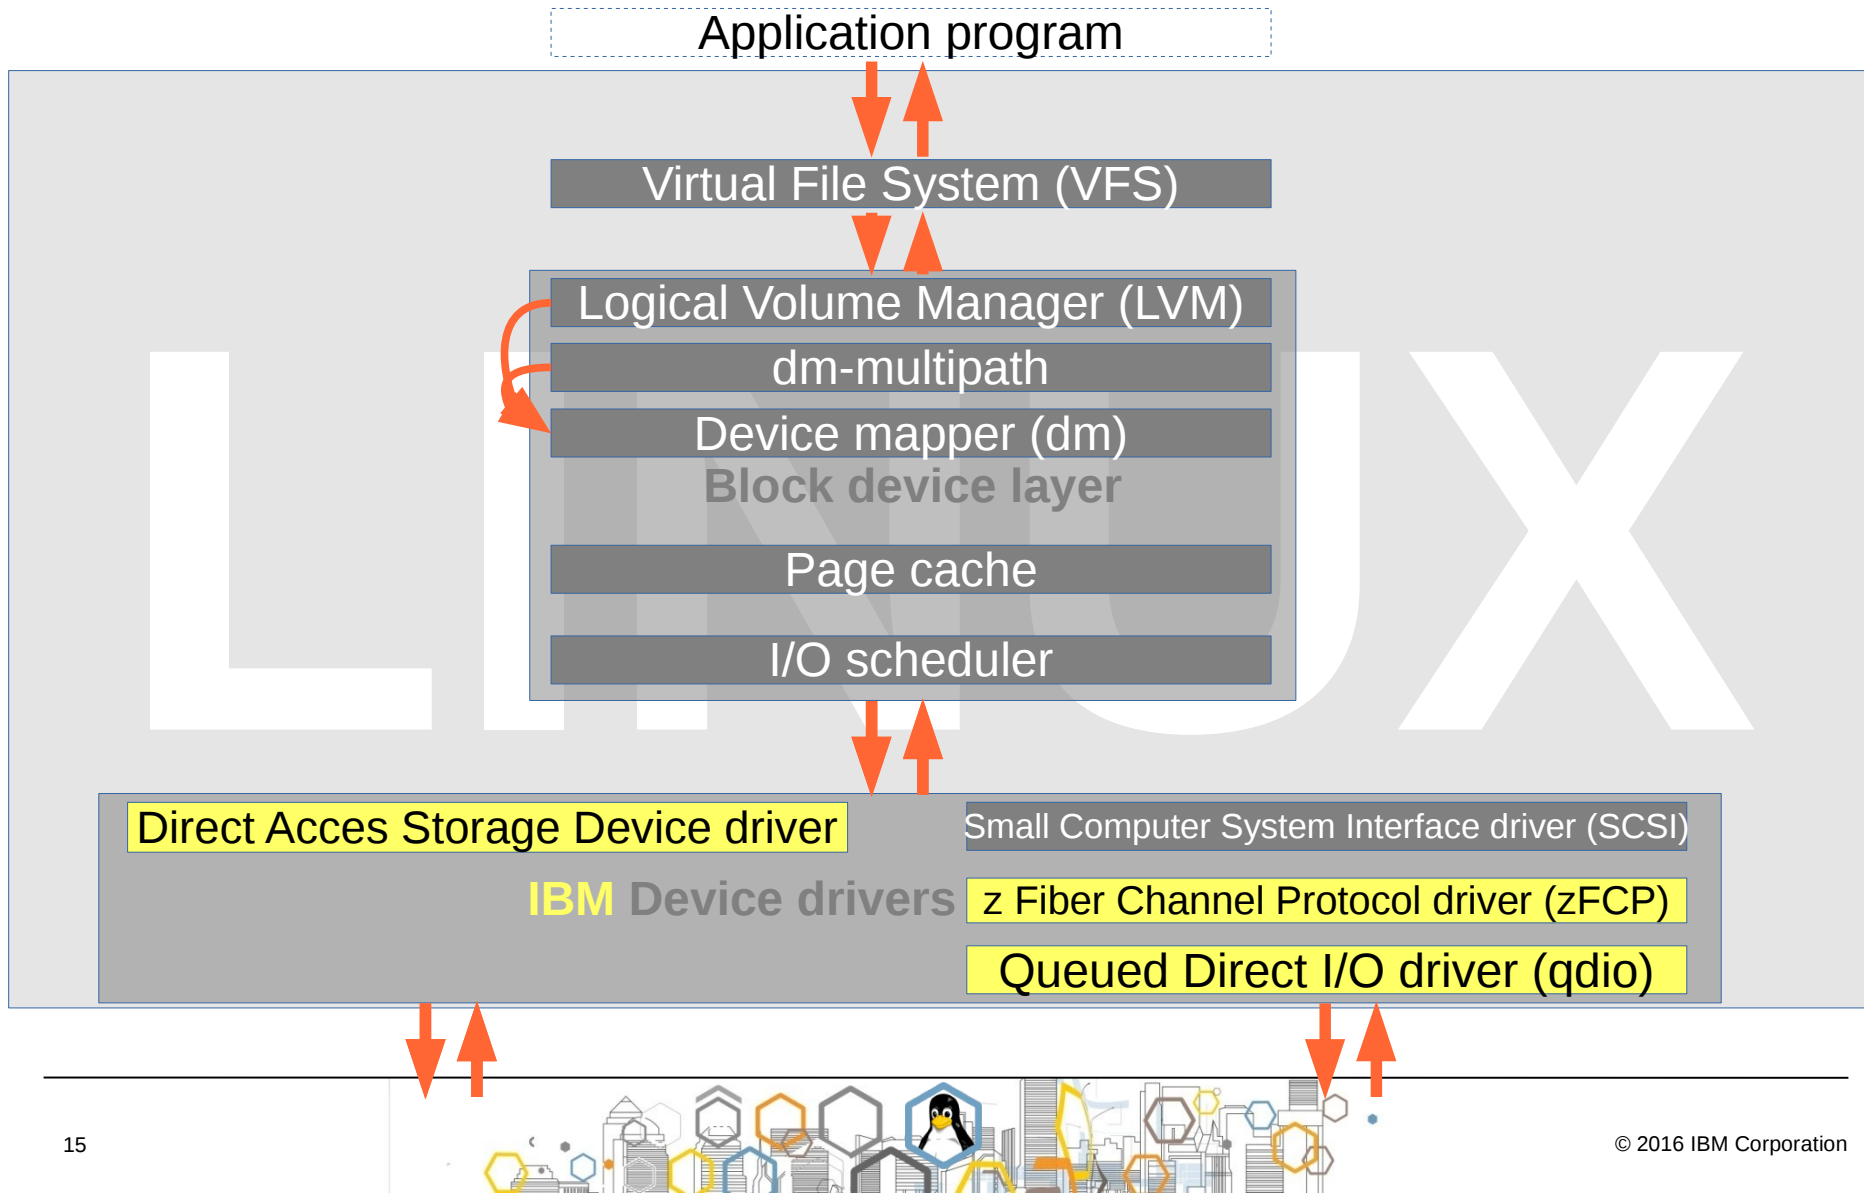 Application program
Virtual File System (VFS)
Logical Volume Manager (LVM)
dm-multipath
Device mapper (dm)
Block device layer
LINUX
Page cache
I/O scheduler
Direct Acces Storage Device driver
Small Computer System Interface driver (SCSI)
IBM Device drivers
z Fiber Channel Protocol driver (zFCP)
Queued Direct I/O driver (qdio)
15
© 2016 IBM Corporation